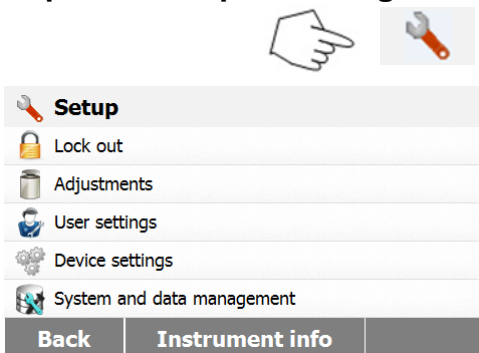 Setup
Lock out
Adjustments
User settings
Device settings
System and data management
Back Instrument info